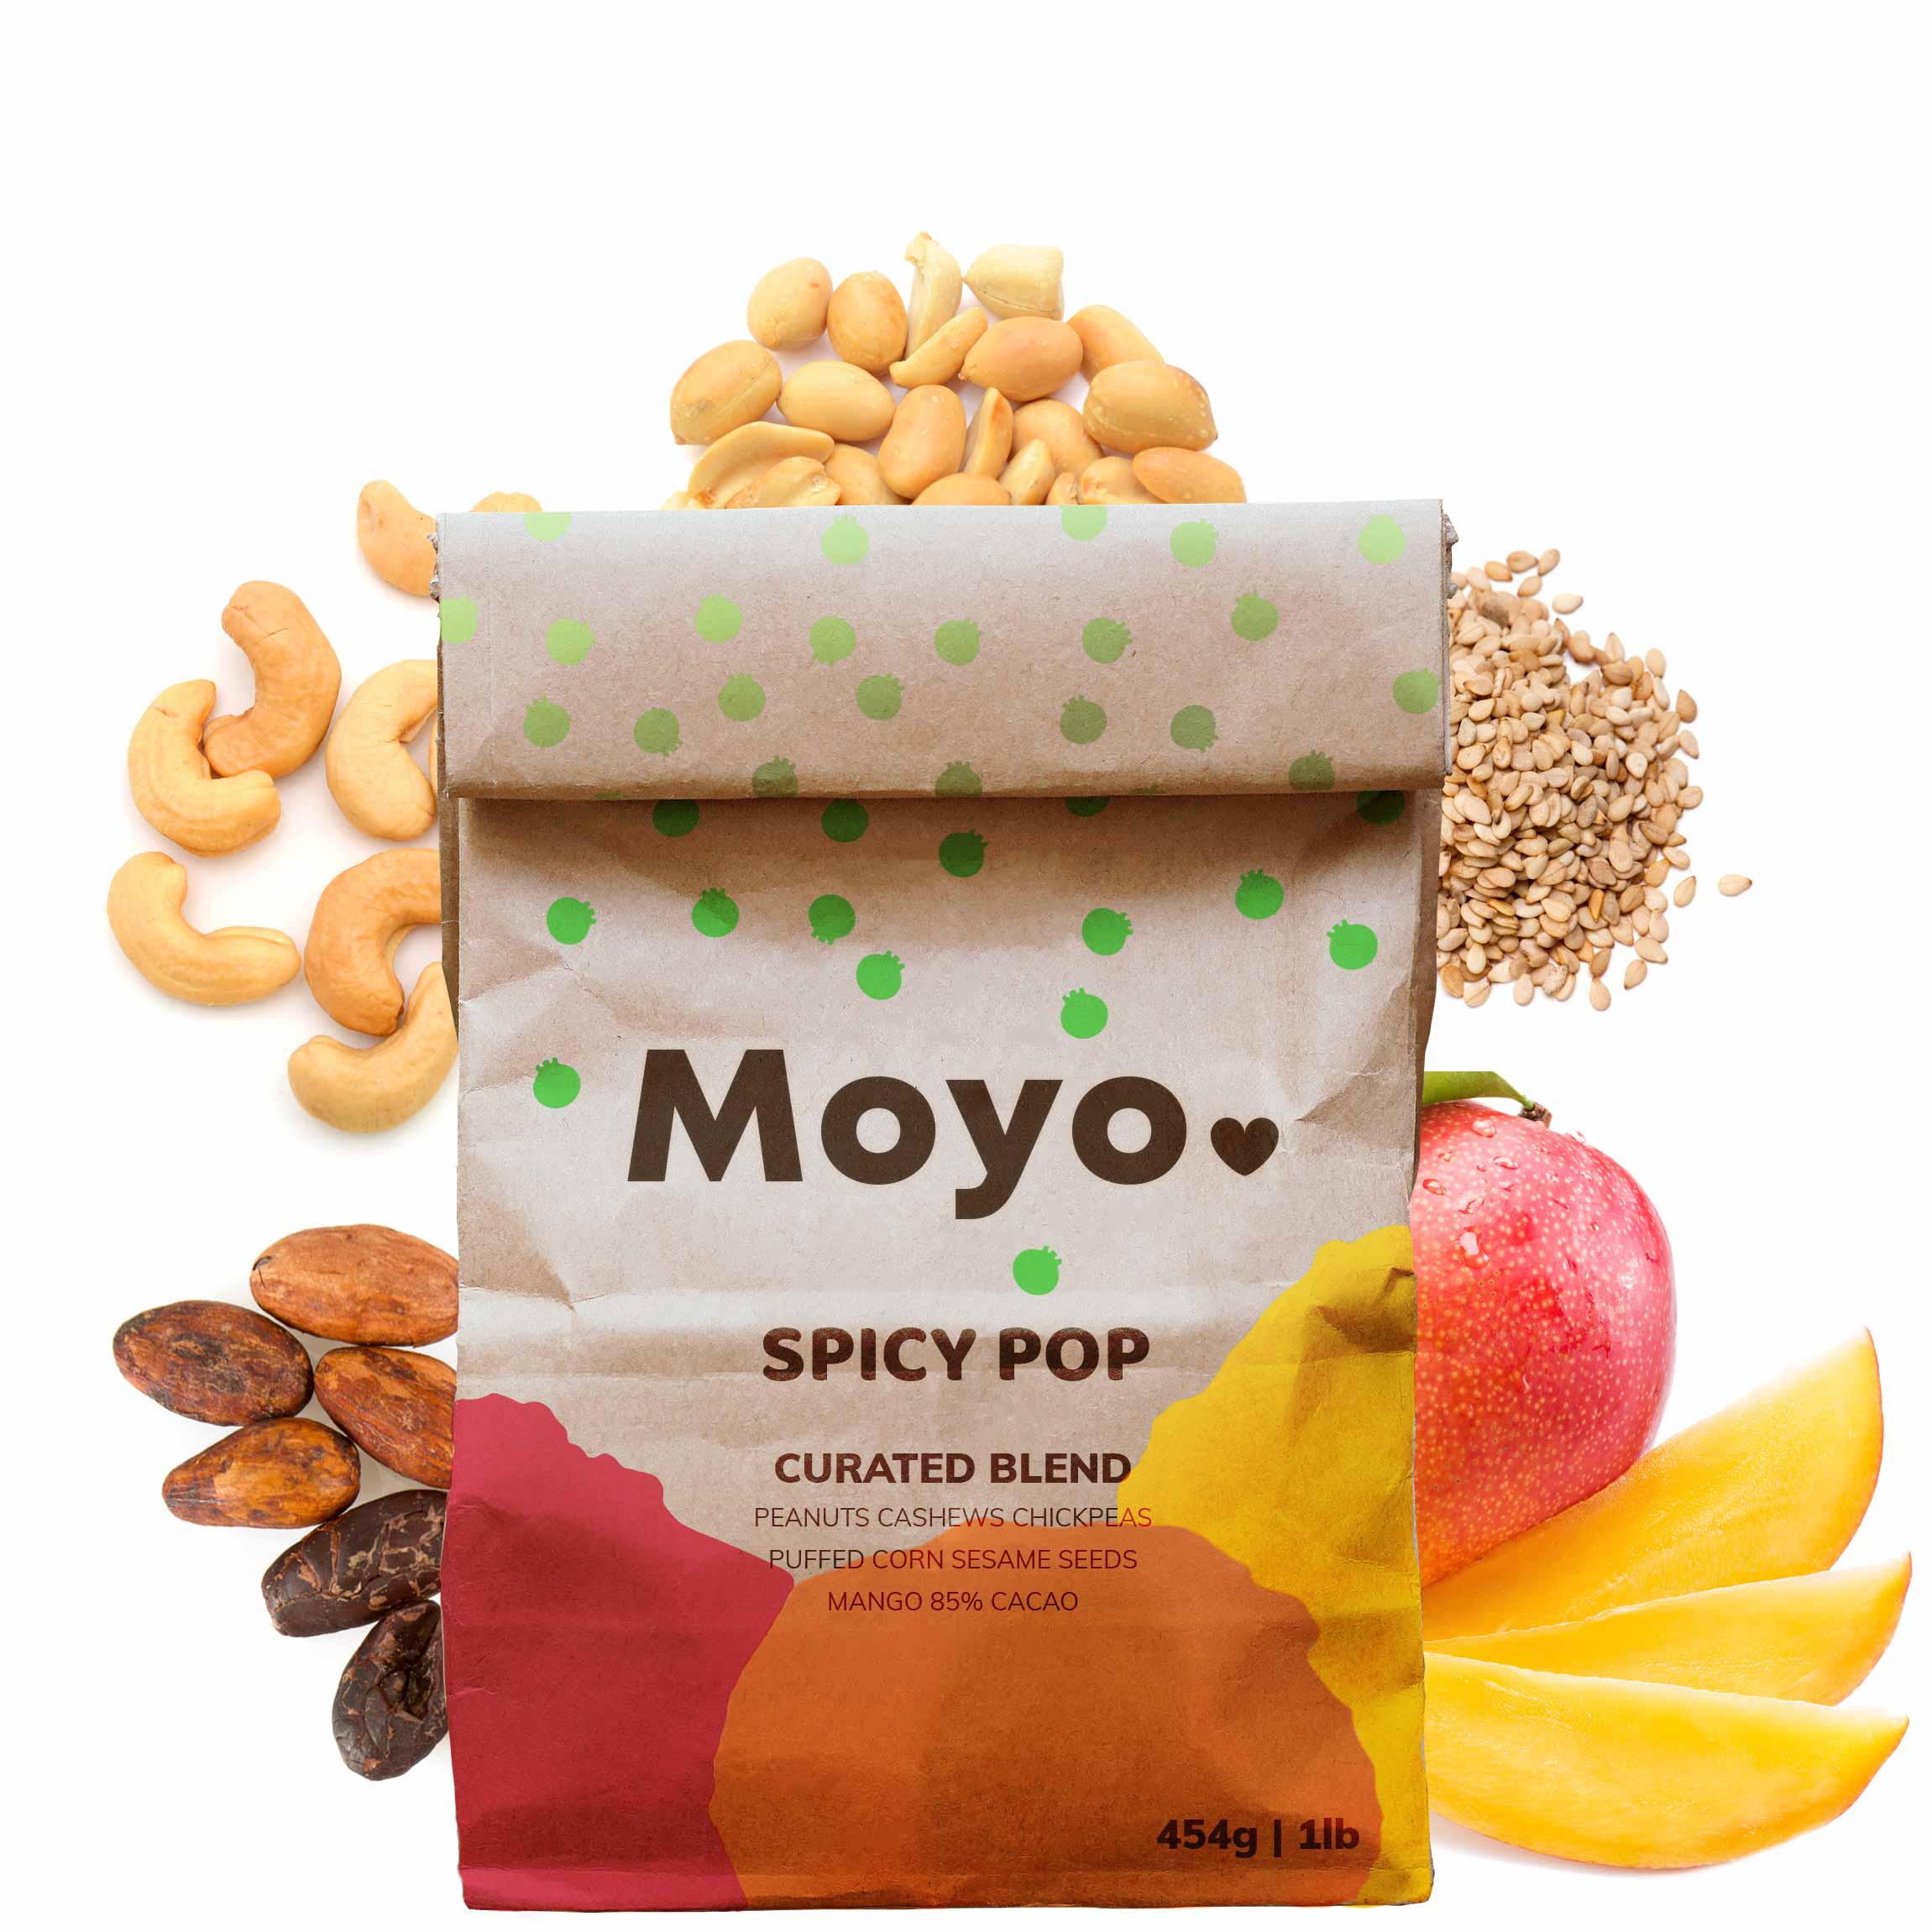 Moyo
SPICY POP
CURATED BLEND
PEANUTS CASHEWS CHICKPEAS
PUFFED CORN SESAME SEEDS
MANGO 85% CACAO
454g | 1lb